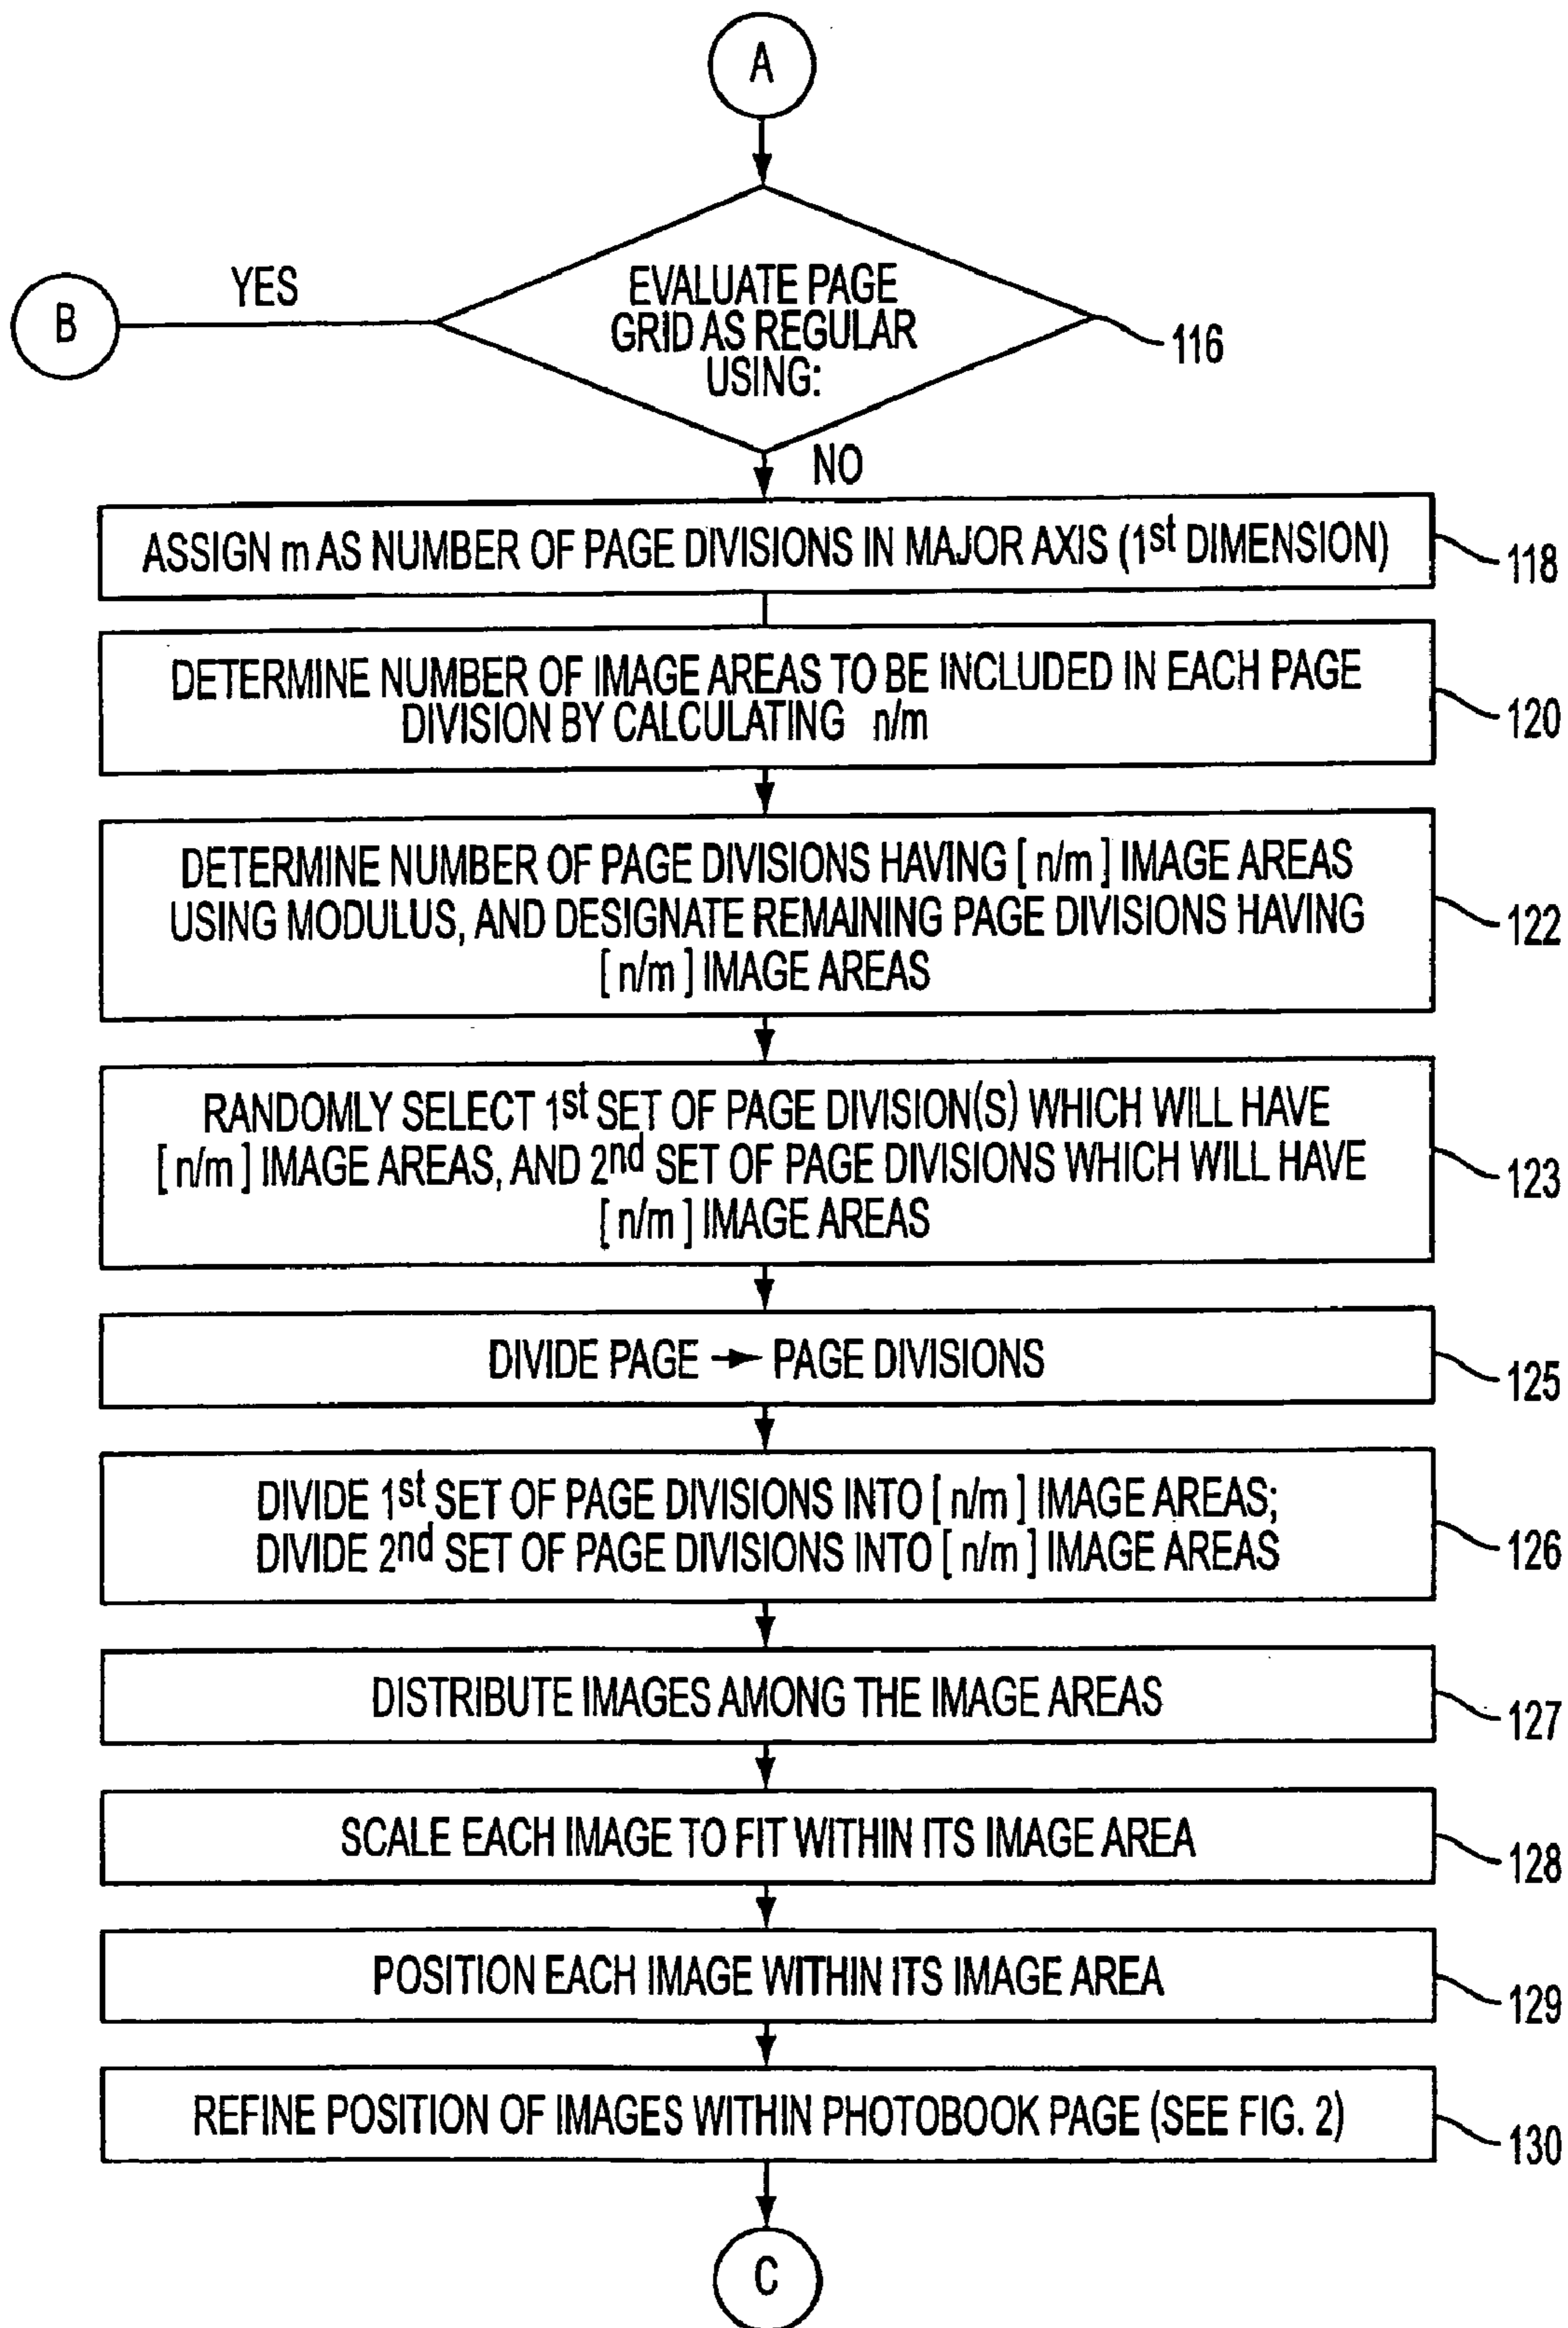 A
EVALUATE PAGE
GRID AS REGULAR
USING:
YES
B
116
NO
ASSIGN m AS NUMBER OF PAGE DIVISIONS IN MAJOR AXIS (1st DIMENSION)
118
DETERMINE NUMBER OF IMAGE AREAS TO BE INCLUDED IN EACH PAGE
DIVISION BY CALCULATING n/m
120
DETERMINE NUMBER OF PAGE DIVISIONS HAVING [ n/m ] IMAGE AREAS
USING MODULUS, AND DESIGNATE REMAINING PAGE DIVISIONS HAVING
[ n/m ] IMAGE AREAS
122
RANDOMLY SELECT 1st SET OF PAGE DIVISION(S) WHICH WILL HAVE
[ n/m ] IMAGE AREAS, AND 2nd SET OF PAGE DIVISIONS WHICH WILL HAVE
[ n/m ] IMAGE AREAS
123
DIVIDE PAGE → PAGE DIVISIONS
125
DIVIDE 1st SET OF PAGE DIVISIONS INTO [ n/m ] IMAGE AREAS;
DIVIDE 2nd SET OF PAGE DIVISIONS INTO [ n/m ] IMAGE AREAS
126
DISTRIBUTE IMAGES AMONG THE IMAGE AREAS
127
SCALE EACH IMAGE TO FIT WITHIN ITS IMAGE AREA
128
POSITION EACH IMAGE WITHIN ITS IMAGE AREA
129
REFINE POSITION OF IMAGES WITHIN PHOTOBOOK PAGE (SEE FIG. 2)
130
C